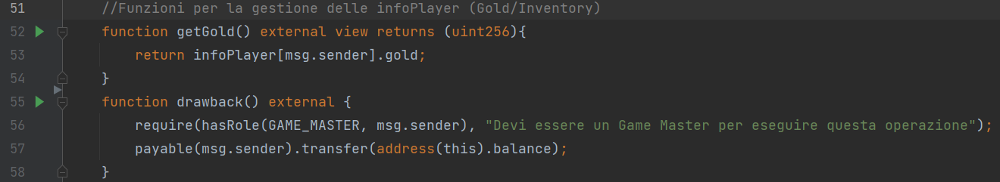 51 //Funzioni per la gestione delle infoPlayer (Gold/Inventory)
52 function getGold() external view returns (uint256){
53 return infoPlayer[msg.sender].gold;
54 }
55 function drawback() external {
56 require(hasRole(GAME_MASTER, msg.sender), "Devi essere un Game Master per eseguire questa operazione");
57 payable(msg.sender).transfer(address(this).balance);
58 }